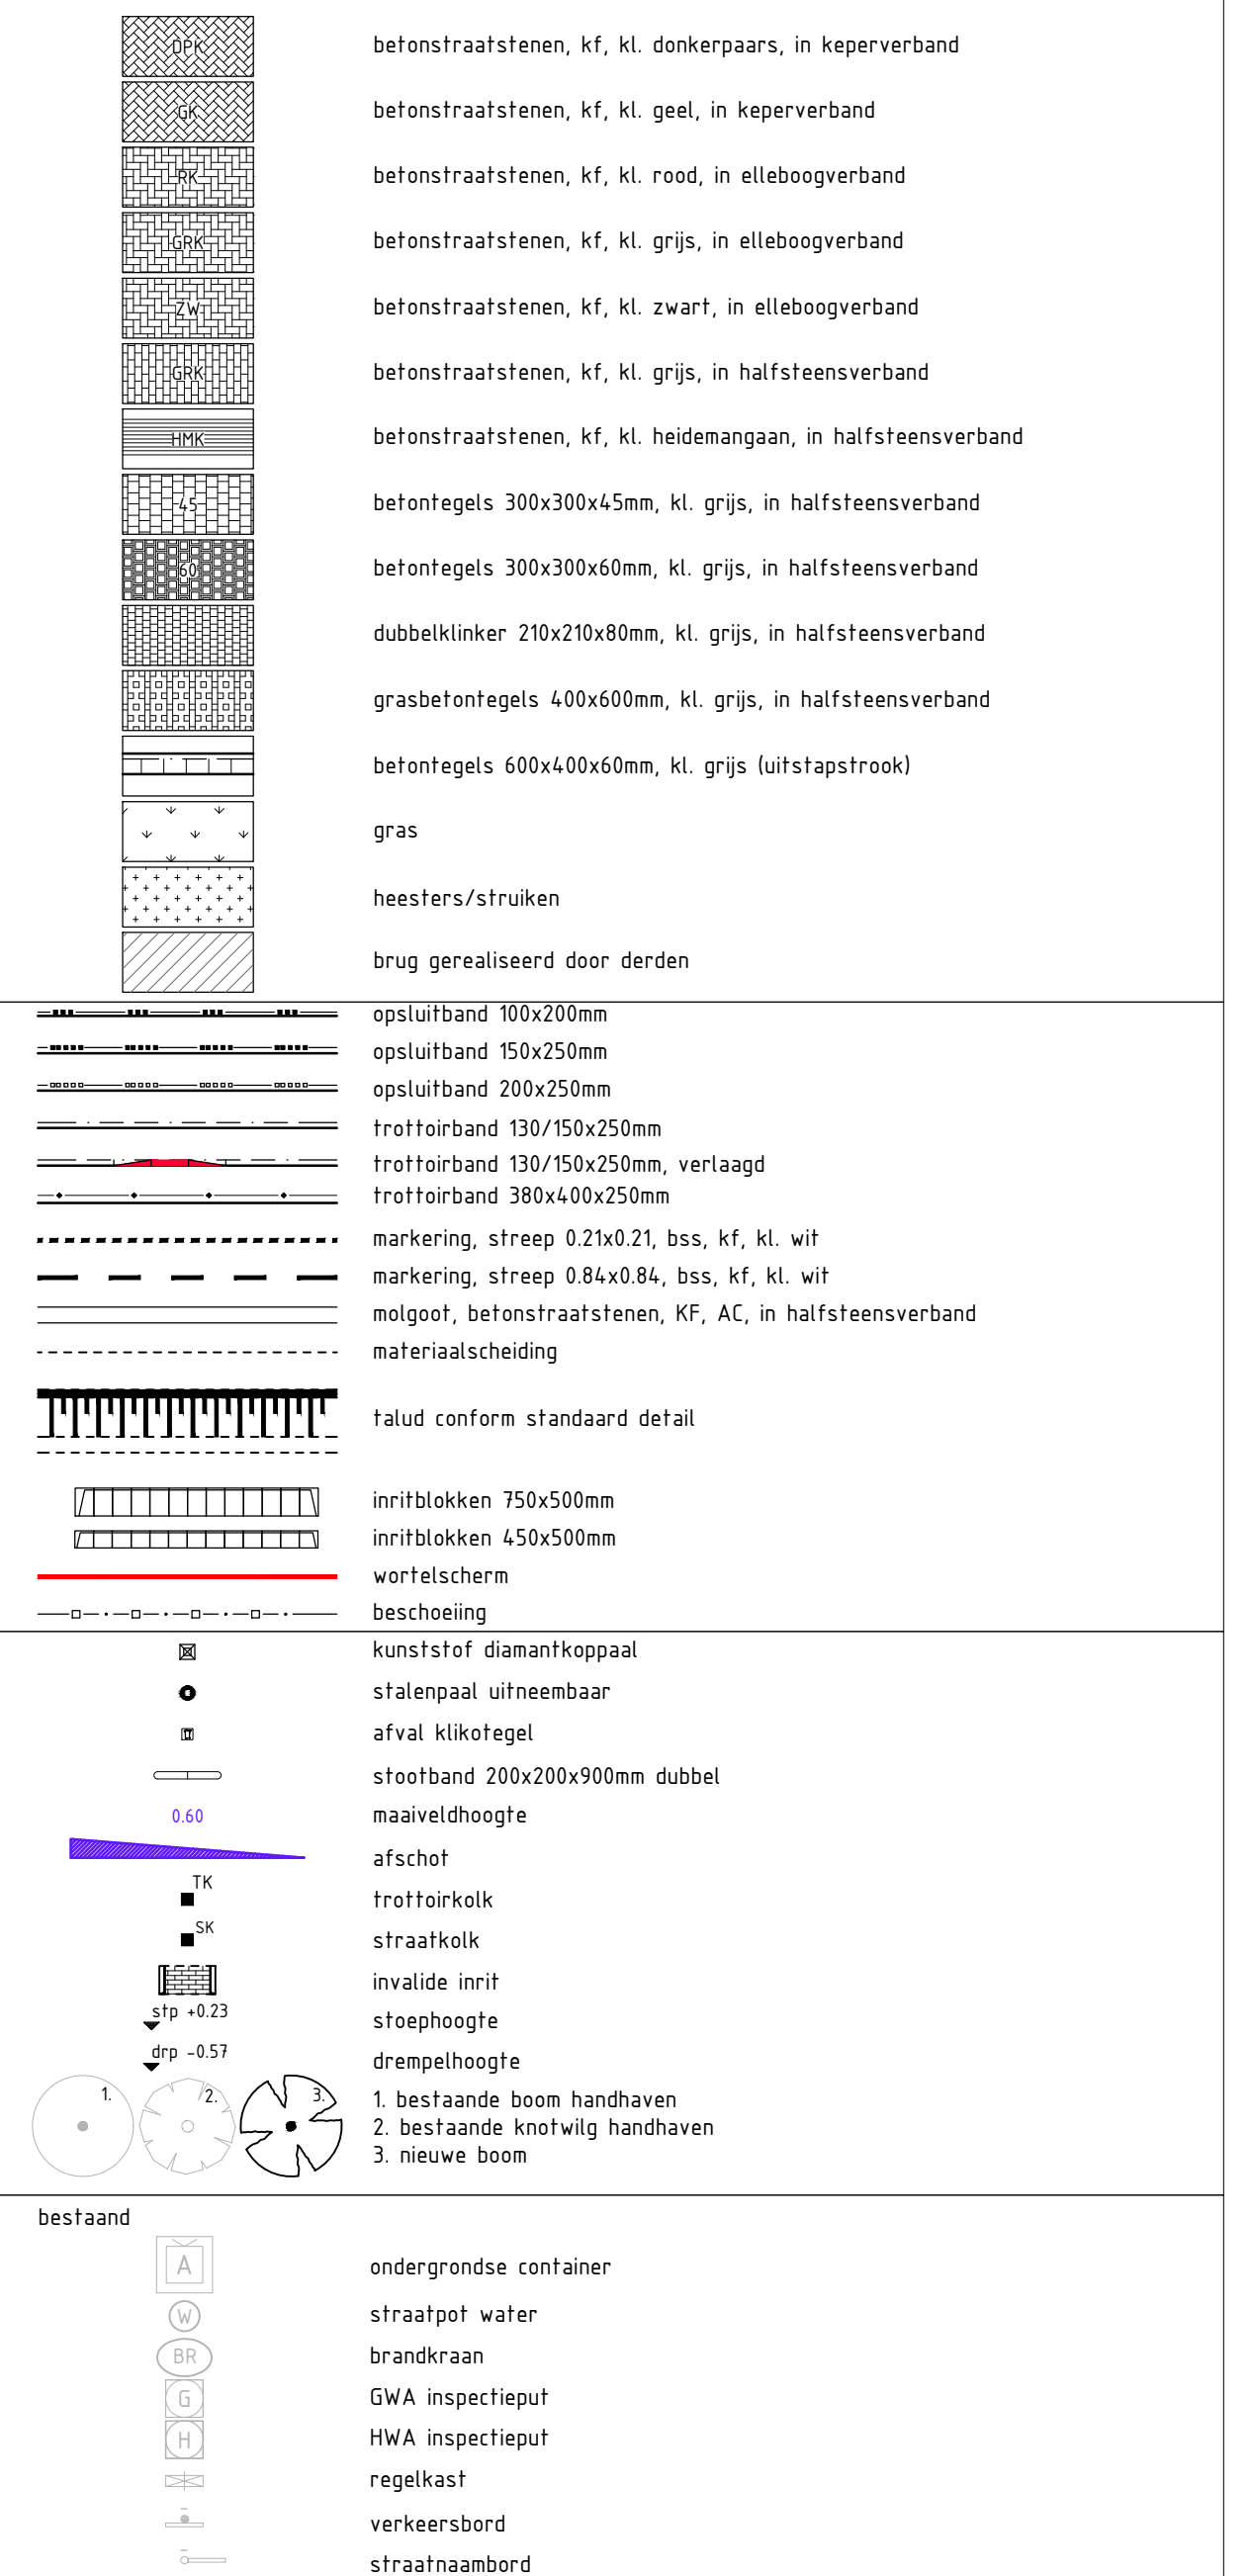 DPK betonstraatstenen, kf, kl. donkerpaars, in keperverband
GK betonstraatstenen, kf, kl. geel, in keperverband
RK betonstraatstenen, kf, kl. rood, in elleboogverband
GRK betonstraatstenen, kf, kl. grijs, in elleboogverband
ZW betonstraatstenen, kf, kl. zwart, in elleboogverband
GRK betonstraatstenen, kf, kl. grijs, in halfsteensverband
HMK betonstraatstenen, kf, kl. heidemangaan, in halfsteensverband
45 betontegels 300x300x45mm, kl. grijs, in halfsteensverband
60 betontegels 300x300x60mm, kl. grijs, in halfsteensverband
dubbelklinker 210x210x80mm, kl. grijs, in halfsteensverband
grasbetontegels 400x600mm, kl. grijs, in halfsteensverband
betontegels 600x400x60mm, kl. grijs (uitstapstrook)
gras
heesters/struiken
brug gerealiseerd door derden
opsluitband 100x200mm
opsluitband 150x250mm
opsluitband 200x250mm
trottoirband 130/150x250mm
trottoirband 130/150x250mm, verlaagd
trottoirband 380x400x250mm
markering, streep 0.21x0.21, bss, kf, kl. wit
markering, streep 0.84x0.84, bss, kf, kl. wit
molgoot, betonstraatstenen, KF, AC, in halfsteensverband
materiaalscheiding
talud conform standaard detail
inritblokken 750x500mm
inritblokken 450x500mm
wortelscherm
beschoeiing
kunststof diamantkoppaal
stalenpaal uitneembaar
afval klikotegel
stootband 200x200x900mm dubbel
0.60 maaiveldhoogte
afschot
TK trottoirkolk
SK straatkolk
invalide inrit
stp +0.23 stoephoogte
drp -0.57 drempelhoogte
1. 2. 3. 1. bestaande boom handhaven
2. bestaande knotwilg handhaven
3. nieuwe boom
bestaand
A ondergrondse container
W straatpot water
BR brandkraan
G GWA inspectieput
H HWA inspectieput
regelkast
verkeersbord
straatnaambord